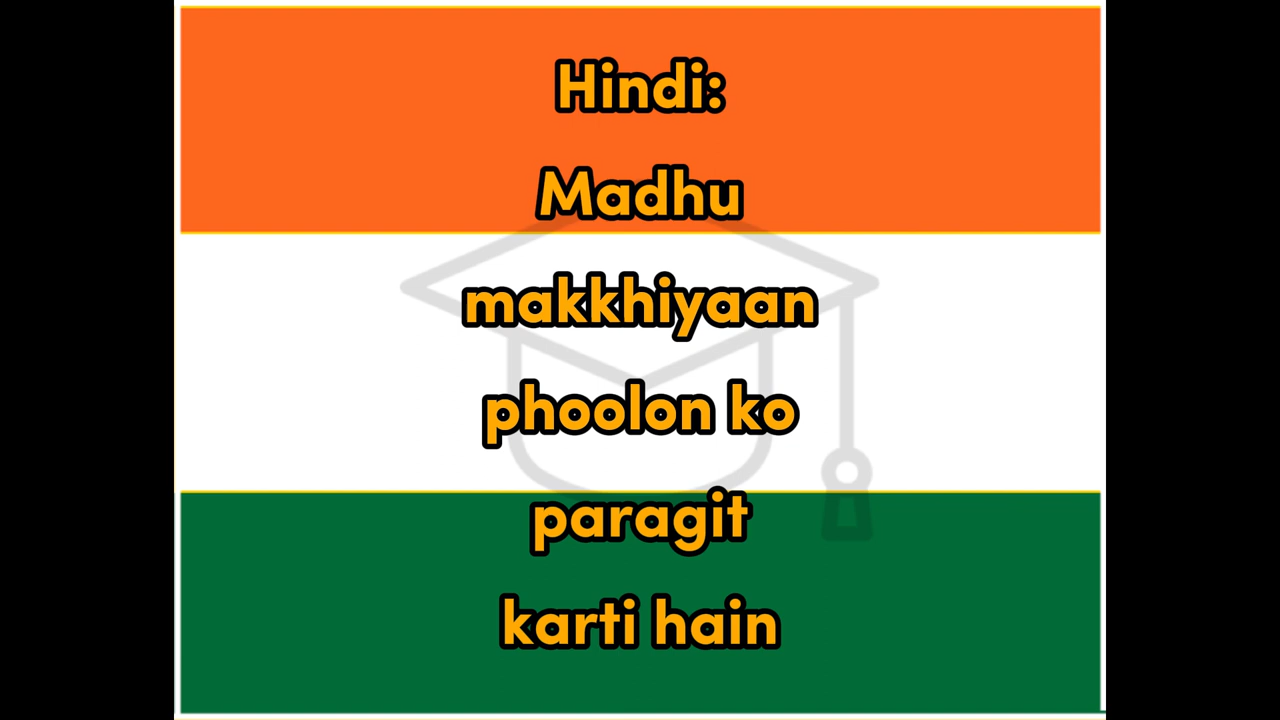 Hindi:
Madhu
makkhiyaan
phoolon ko
paragit
karti hain